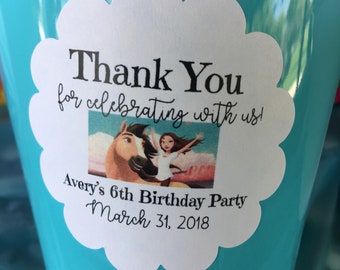 Thank You
for celebrating with us!
Avery's 6th Birthday Party
March 31, 2018